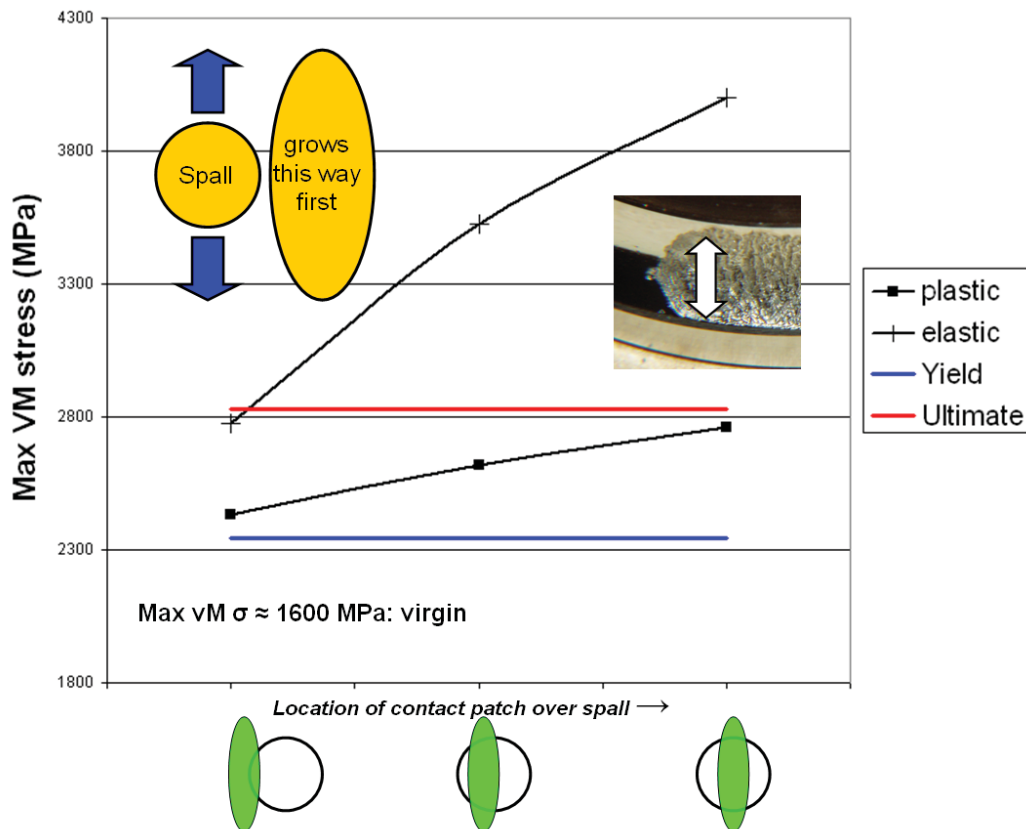 4300
3800
3300
2800
2300
1800
Max VM stress (MPa)
Spall
grows
this way
first
plastic
elastic
Yield
Ultimate
Max vM σ ≈ 1600 MPa: virgin
Location of contact patch over spall →